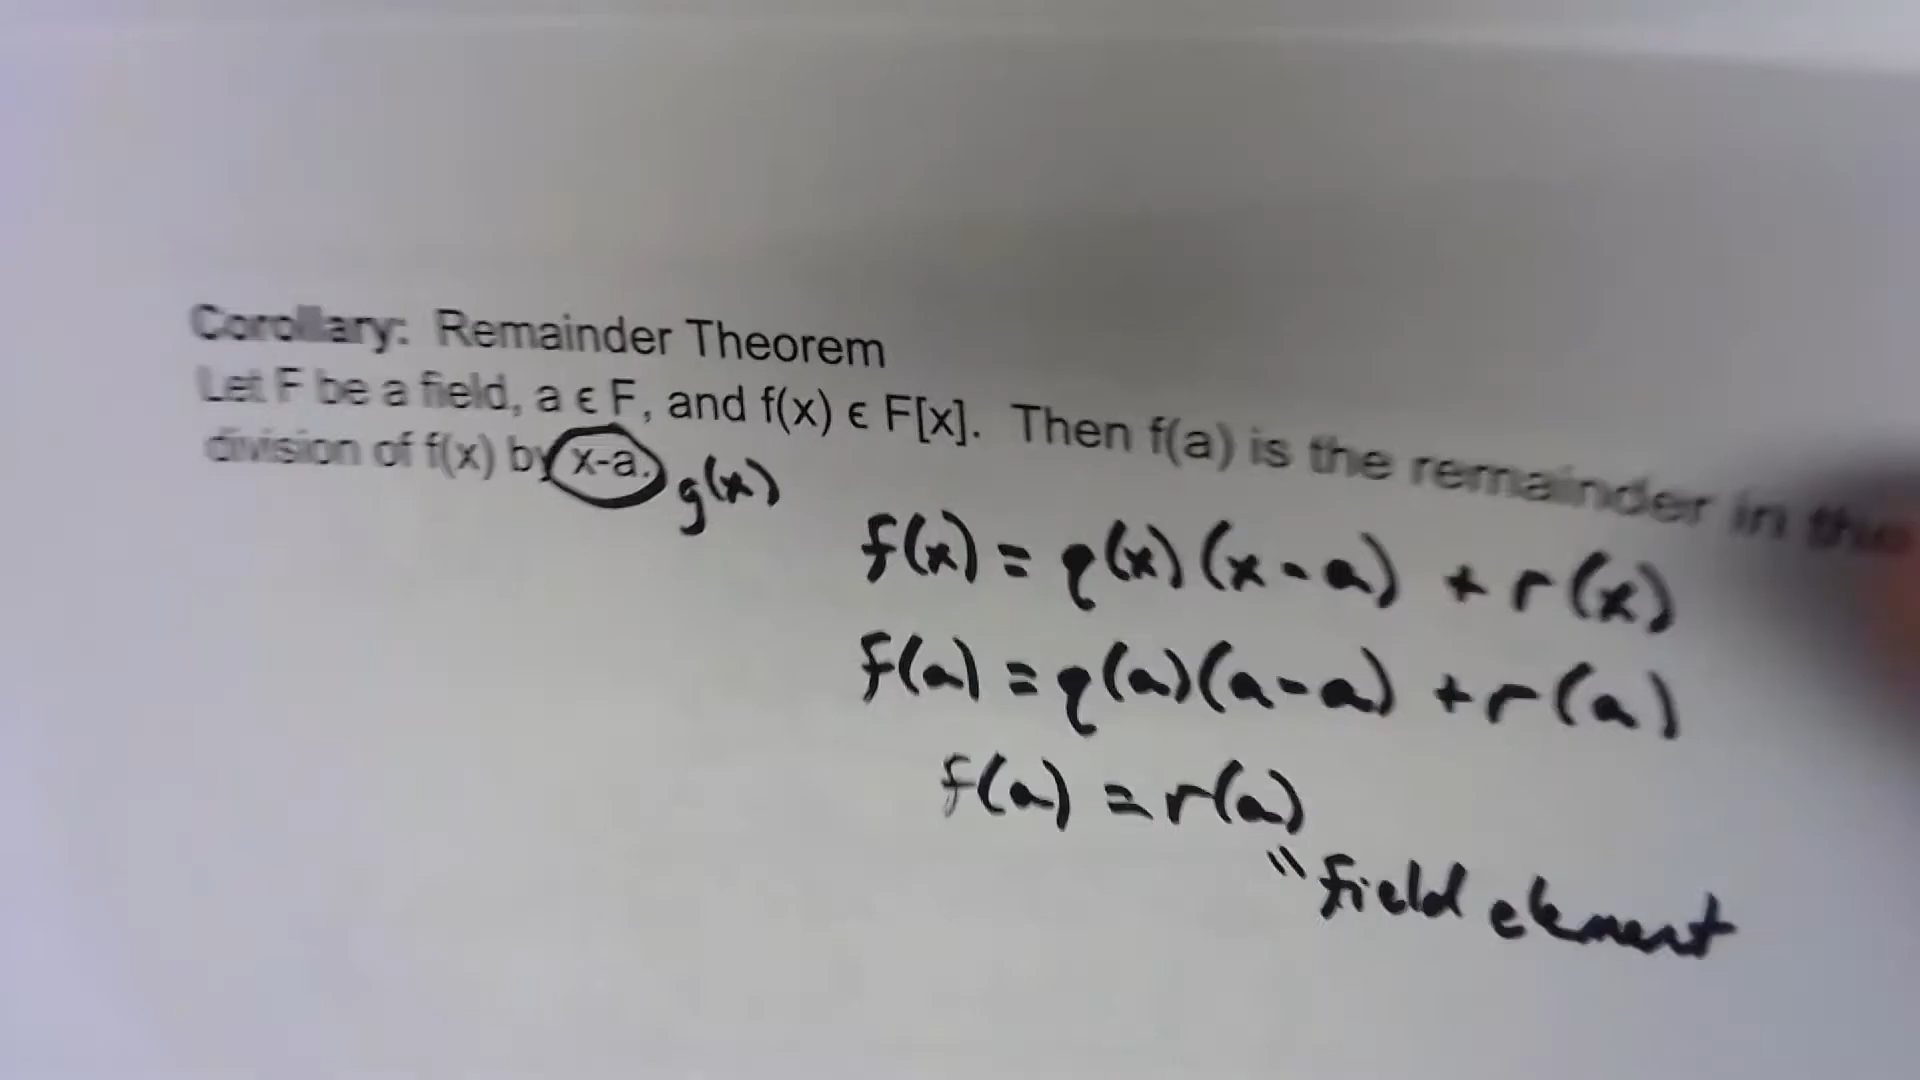 Corollary: Remainder Theorem
Let F be a field, a ϵ F, and f(x) ϵ F[x]. Then f(a) is the remainder in the
division of f(x) by x-a.
g(x)
f(x) = q(x)(x-a) + r(x)
f(a) = q(a)(a-a) + r(a)
f(a) = r(a)
" field element